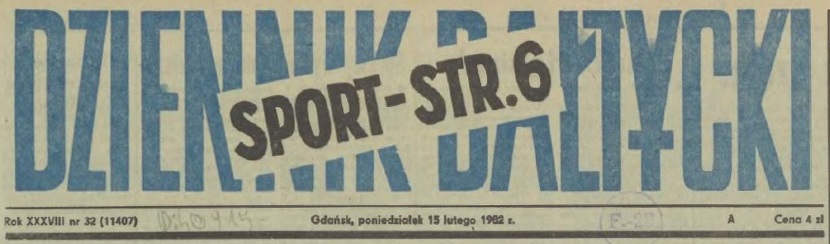 DZIENNIK BAŁTYCKI
SPORT-STR.6
Rok XXXVIII nr 32 (11407) Gdańsk, poniedziałek 15 lutego 1982 r. A Cena 4 zł